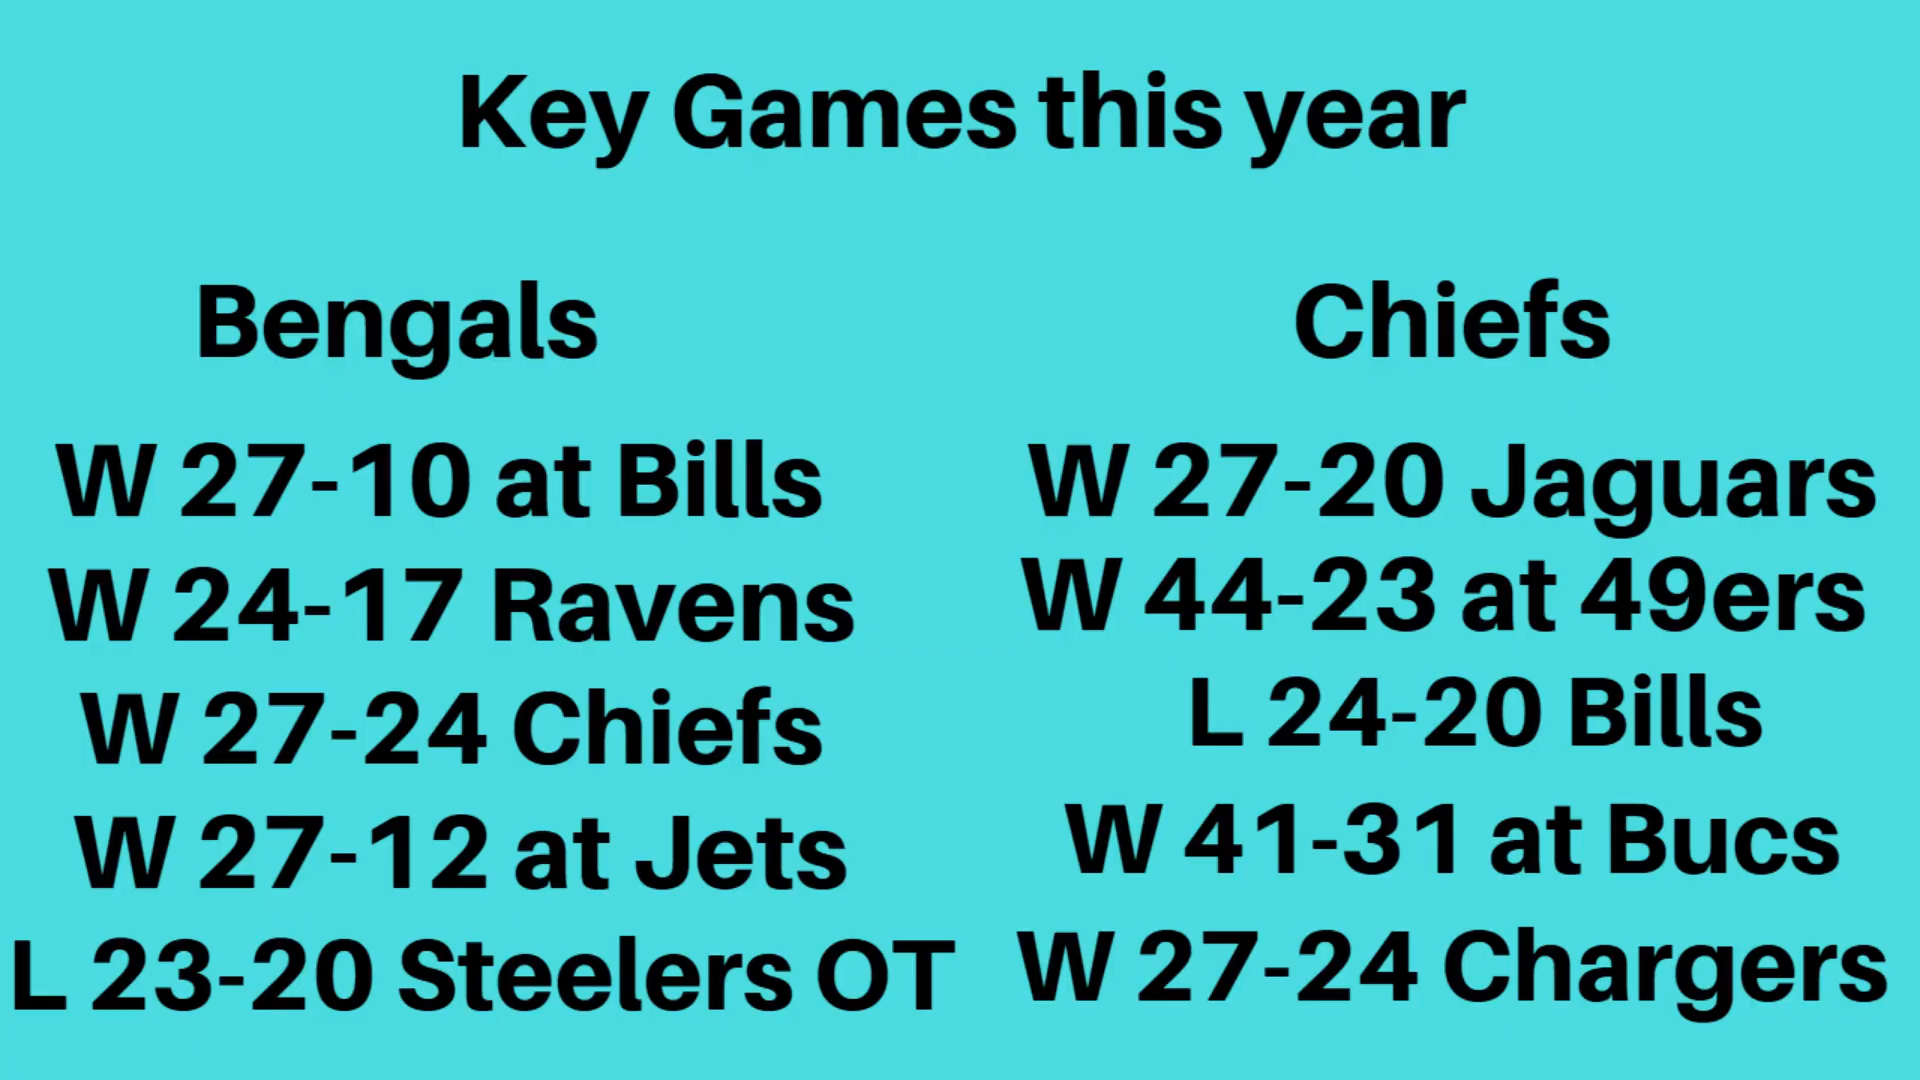 Key Games this year
Bengals
W 27-10 at Bills
W 24-17 Ravens
W 27-24 Chiefs
W 27-12 at Jets
L 23-20 Steelers OT
Chiefs
W 27-20 Jaguars
W 44-23 at 49ers
L 24-20 Bills
W 41-31 at Bucs
W 27-24 Chargers